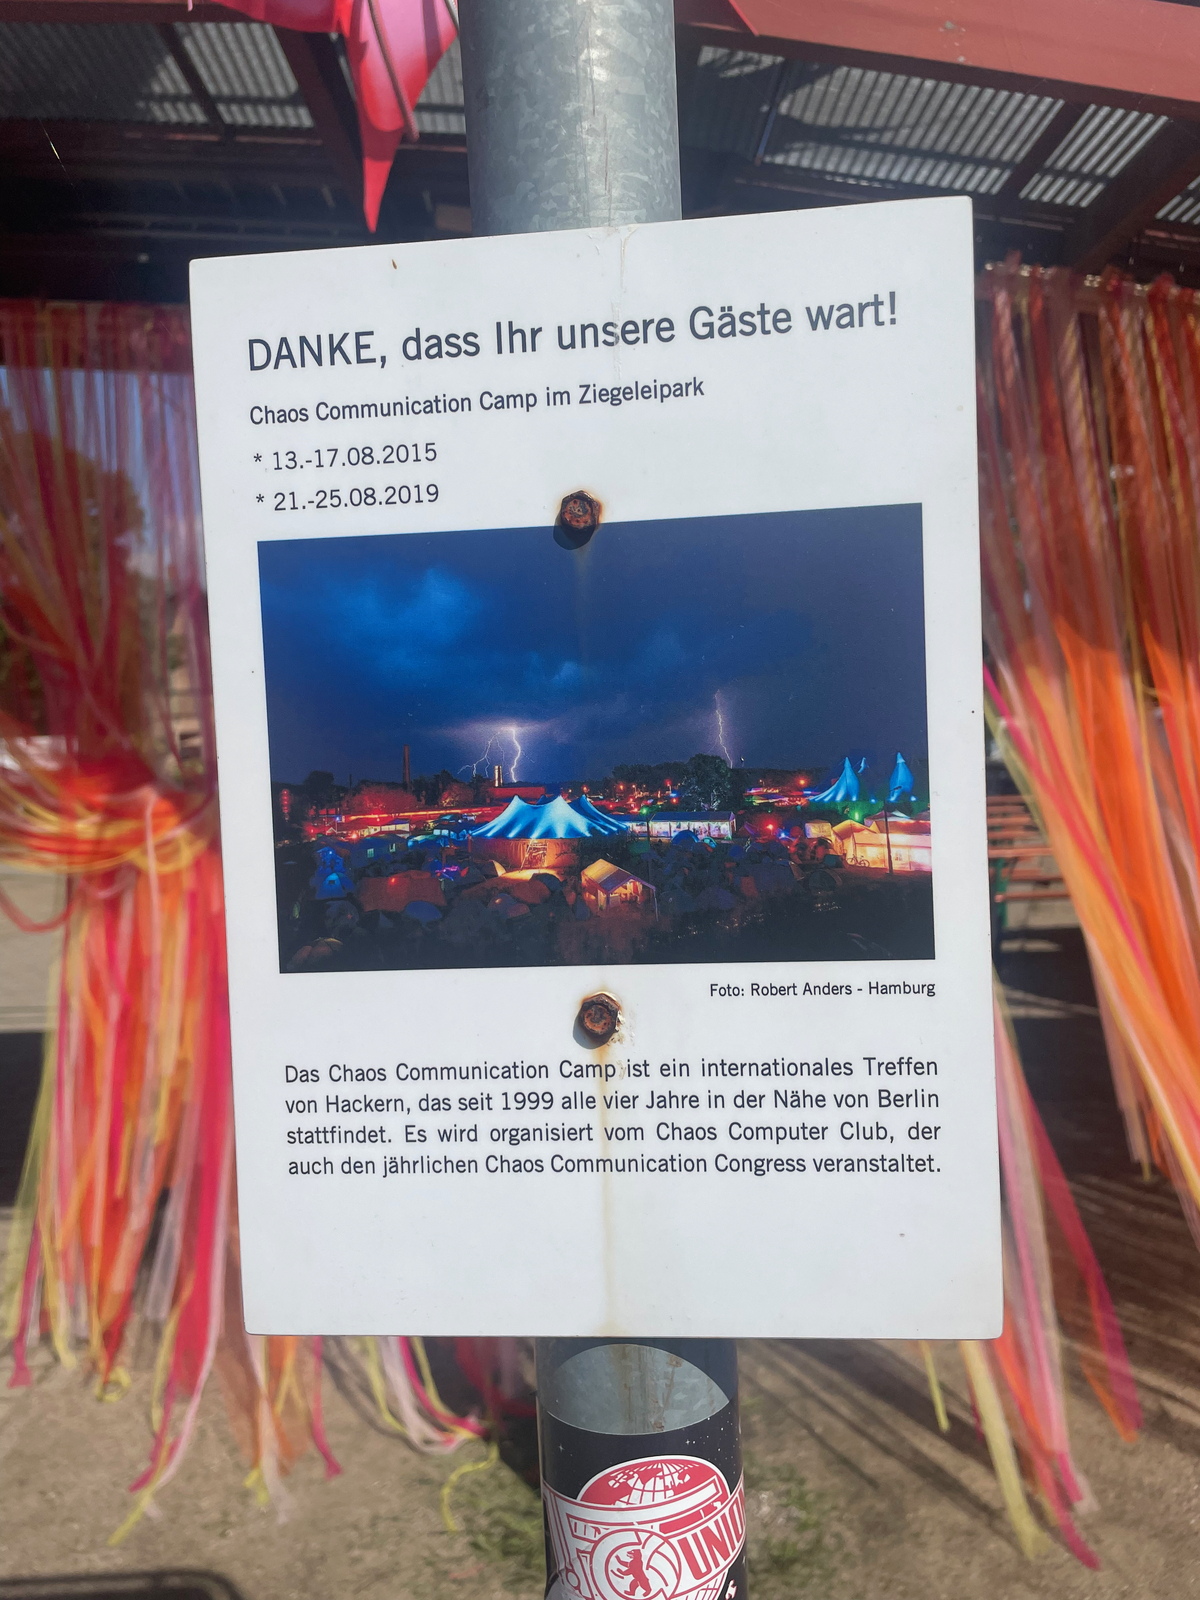 DANKE, dass Ihr unsere Gäste wart!
Chaos Communication Camp im Ziegeleipark
* 13.-17.08.2015
* 21.-25.08.2019
Foto: Robert Anders - Hamburg
Das Chaos Communication Camp ist ein internationales Treffen
von Hackern, das seit 1999 alle vier Jahre in der Nähe von Berlin
stattfindet. Es wird organisiert vom Chaos Computer Club, der
auch den jährlichen Chaos Communication Congress veranstaltet.
UNION